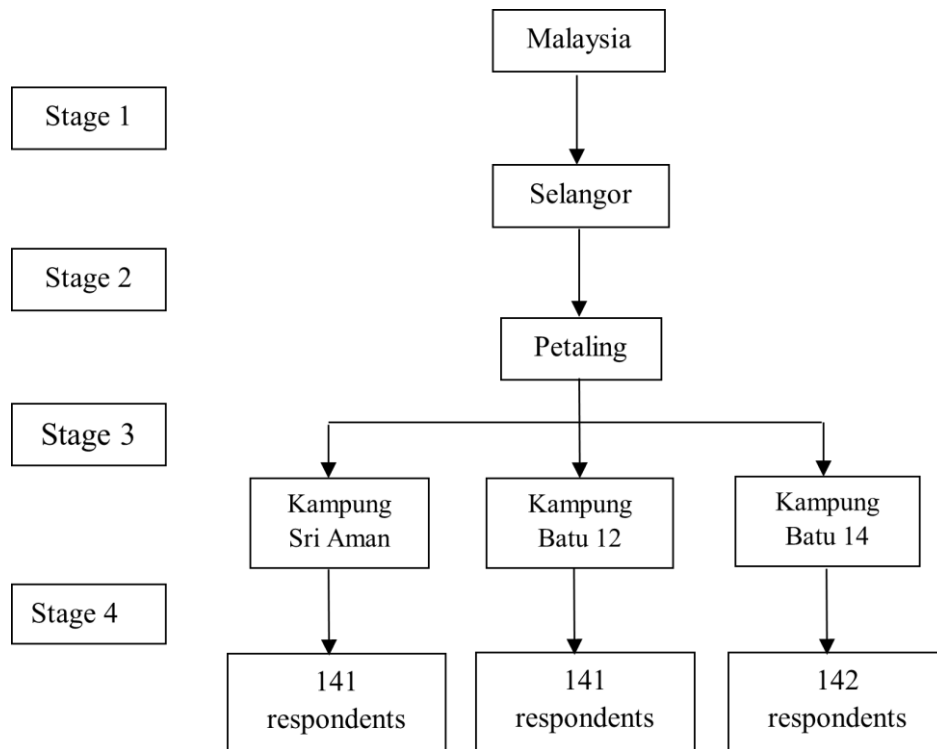 Malaysia
Stage 1
Selangor
Stage 2
Petaling
Stage 3
Kampung
Sri Aman
Kampung
Batu 12
Kampung
Batu 14
Stage 4
141
respondents
141
respondents
142
respondents